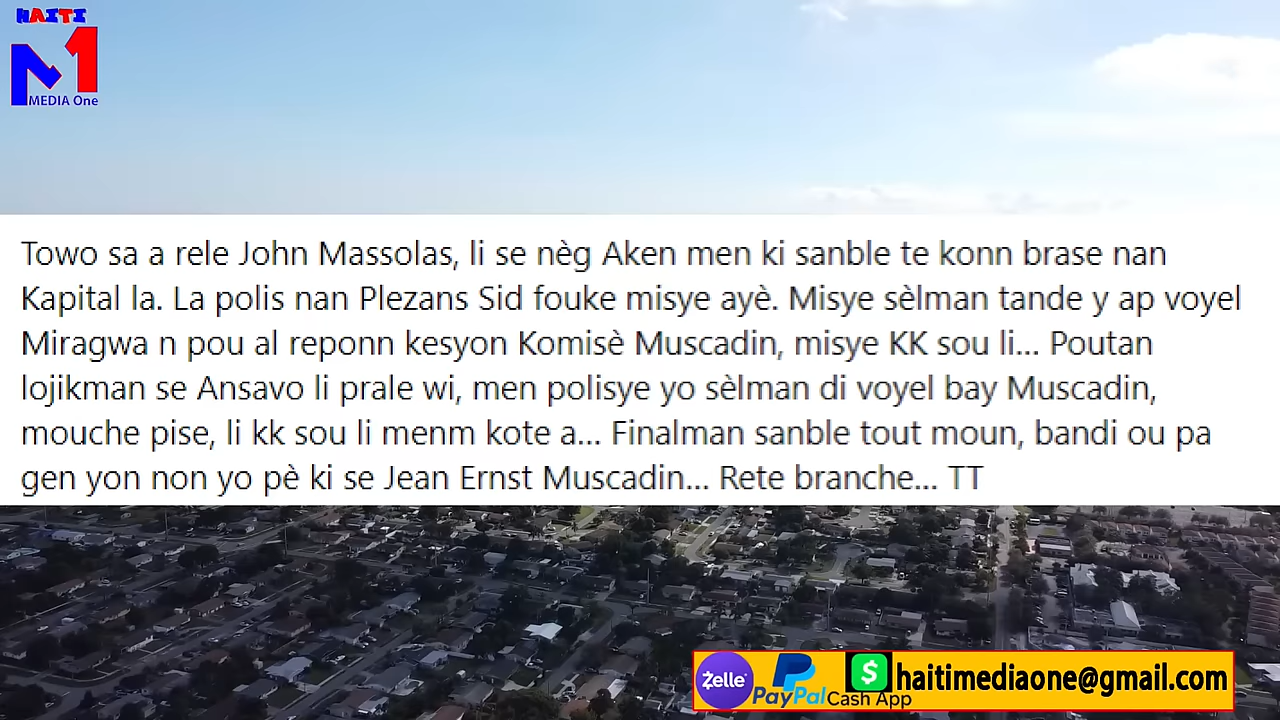 HAITI
M1
MEDIA One
Towo sa a rele John Massolas, li se nèg Aken men ki sanble te konn brase nan
Kapital la. La polis nan Plezans Sid fouke misye ayè. Misye sèlman tande y ap voyel
Miragwa n pou al reponn kesyon Komisè Muscadin, misye KK sou li... Poutan
lojikman se Ansavo li prale wi, men polisye yo sèlman di voyel bay Muscadin,
mouche pise, li kk sou li menm kote a... Finalman sanble tout moun, bandi ou pa
gen yon non yo pè ki se Jean Ernst Muscadin... Rete branche... TT
Zelle PayPal $ Cash App haitimediaone@gmail.com